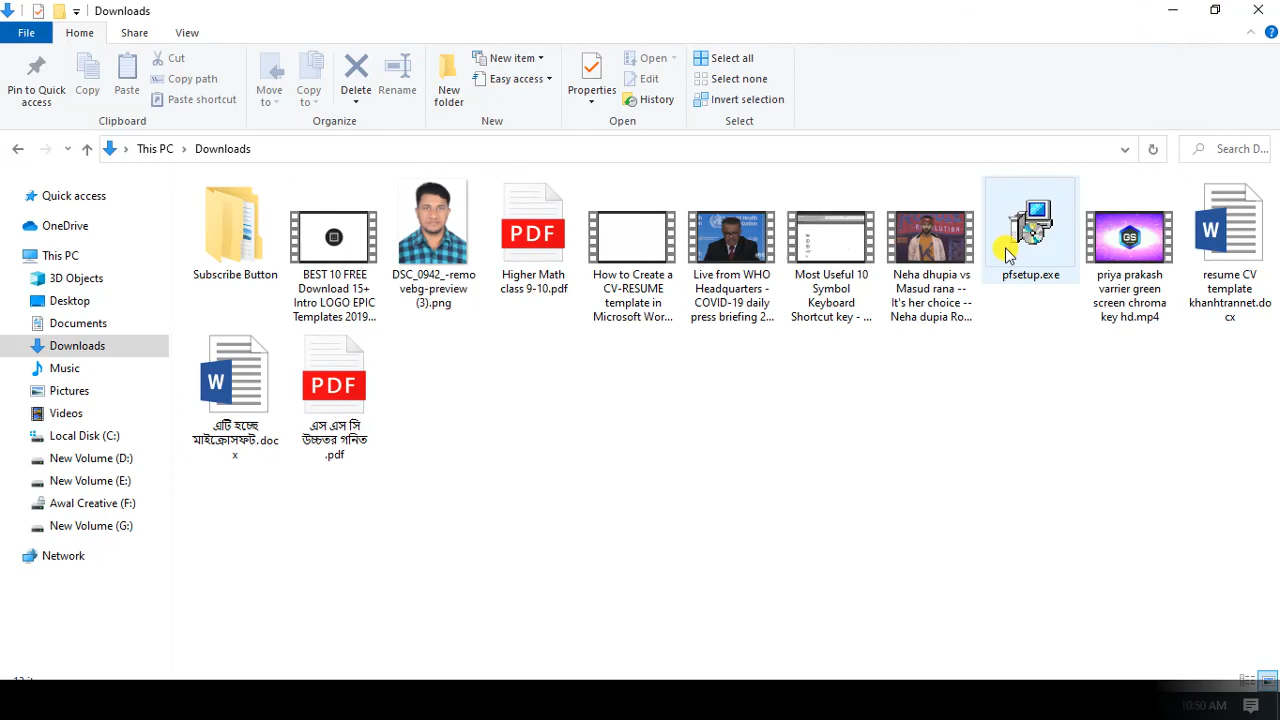 Downloads
File Home Share View
Pin to Quick access
Copy
Paste
Cut
Copy path
Paste shortcut
Clipboard
Move to
Copy to
Delete
Rename
Organize
New folder
New item
Easy access
New
Properties
Open
Edit
History
Open
Select all
Select none
Invert selection
Select
This PC Downloads
Search D...
Quick access
OneDrive
This PC
3D Objects
Desktop
Documents
Downloads
Music
Pictures
Videos
Local Disk (C:)
New Volume (D:)
New Volume (E:)
Awal Creative (F:)
New Volume (G:)
Network
Subscribe Button
BEST 10 FREE
Download 15+
Intro LOGO EPIC
Templates 2019...
DSC_0942_-remo
vebg-preview
(3).png
PDF
Higher Math
class 9-10.pdf
How to Create a
CV-RESUME
template in
Microsoft Wor...
Live from WHO
Headquarters -
COVID-19 daily
press briefing 2...
Most Useful 10
Symbol
Keyboard
Shortcut key - ...
Neha dhupia vs
Masud rana --
It's her choice --
Neha dupia Ro...
pfsetup.exe
GS
priya prakash
varrier green
screen chroma
key hd.mp4
W
resume CV
template
khanhtrannet.do
cx
W
এটি হচ্ছে
মাইক্রোসফট.doc
x
PDF
এস এস সি
উচ্চতর গনিত
.pdf
10:50 AM